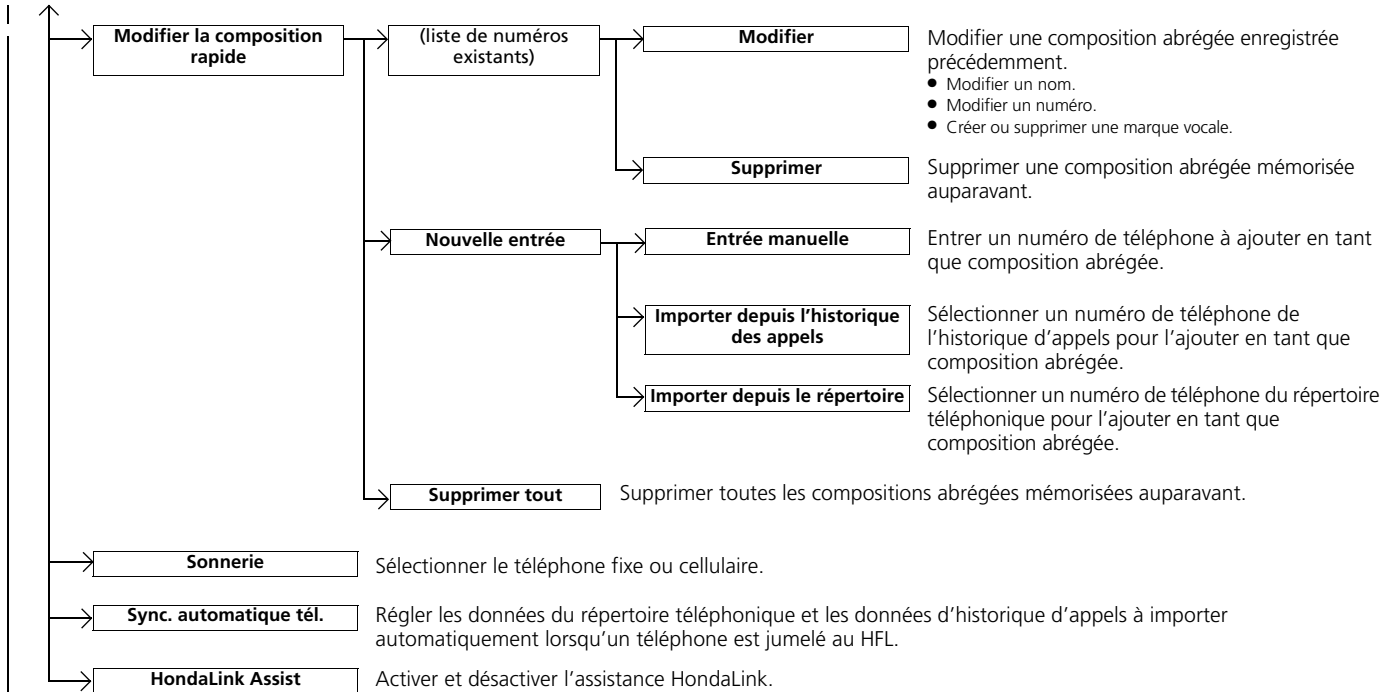 Modifier la composition
rapide
(liste de numéros
existants)
Modifier
Modifier une composition abrégée enregistrée
précédemment.
● Modifier un nom.
● Modifier un numéro.
● Créer ou supprimer une marque vocale.
Supprimer
Supprimer une composition abrégée mémorisée
auparavant.
Nouvelle entrée
Entrée manuelle
Entrer un numéro de téléphone à ajouter en tant
que composition abrégée.
Importer depuis l’historique
des appels
Sélectionner un numéro de téléphone de
l’historique d’appels pour l’ajouter en tant que
composition abrégée.
Importer depuis le répertoire
Sélectionner un numéro de téléphone du répertoire
téléphonique pour l’ajouter en tant que
composition abrégée.
Supprimer tout
Supprimer toutes les compositions abrégées mémorisées auparavant.
Sonnerie
Sélectionner le téléphone fixe ou cellulaire.
Sync. automatique tél.
Régler les données du répertoire téléphonique et les données d’historique d’appels à importer
automatiquement lorsqu’un téléphone est jumelé au HFL.
HondaLink Assist
Activer et désactiver l’assistance HondaLink.